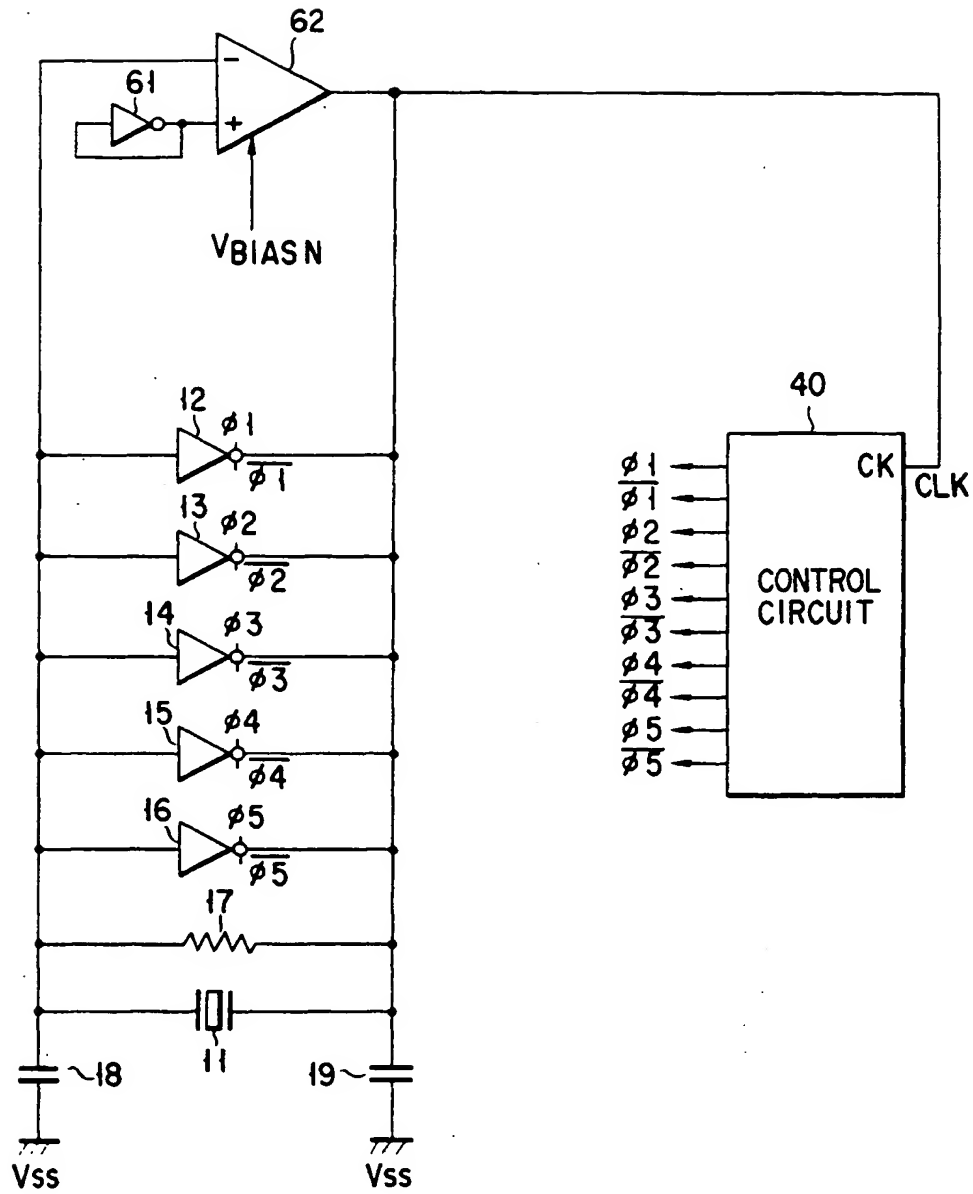 62
61
−
+
VBIASN
12
φ1
φ1̅
13
φ2
φ2̅
14
φ3
φ3̅
15
φ4
φ4̅
16
φ5
φ5̅
17
11
18
19
Vss
Vss
40
CK
CLK
φ1
φ1̅
φ2
φ2̅
φ3
φ3̅
φ4
φ4̅
φ5
φ5̅
CONTROL
CIRCUIT